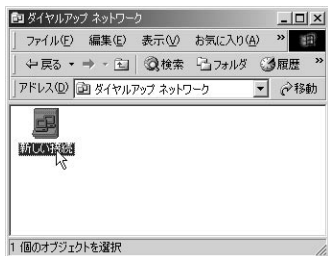 ダイヤルアップ ネットワーク
ファイル(F) 編集(E) 表示(V) お気に入り(A) »
戻る 検索 フォルダ 履歴 »
アドレス(D) ダイヤルアップ ネットワーク 移動
新しい接続
1 個のオブジェクトを選択